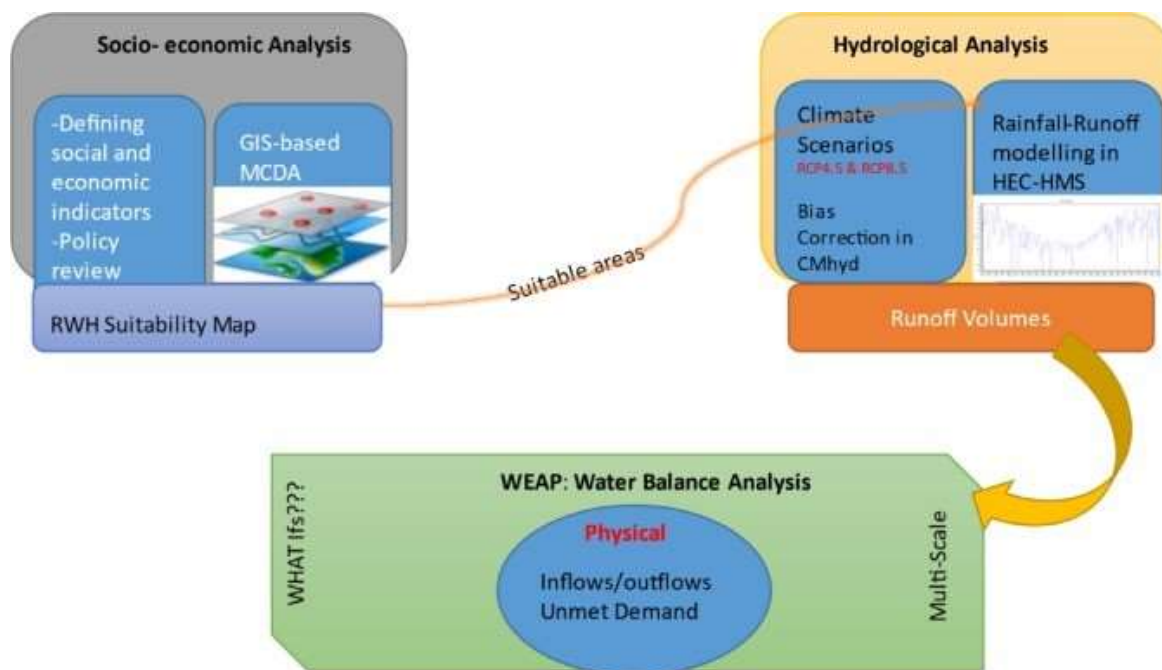 Socio- economic Analysis
-Defining
social and
economic
indicators
-Policy
review
GIS-based
MCDA
RWH Suitability Map
Suitable areas
Hydrological Analysis
Climate
Scenarios
RCP4.5 & RCP8.5
Bias
Correction in
CMhyd
Rainfall-Runoff
modelling in
HEC-HMS
Runoff Volumes
WEAP: Water Balance Analysis
WHAT Ifs???
Physical
Inflows/outflows
Unmet Demand
Multi-Scale